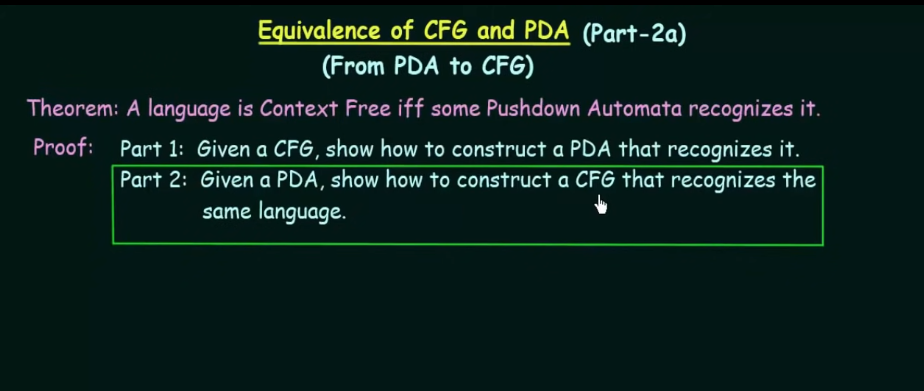 Equivalence of CFG and PDA (Part-2a)
(From PDA to CFG)
Theorem: A language is Context Free iff some Pushdown Automata recognizes it.
Proof: Part 1: Given a CFG, show how to construct a PDA that recognizes it.
Part 2: Given a PDA, show how to construct a CFG that recognizes the
same language.